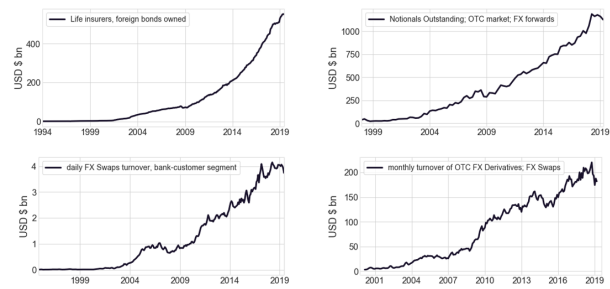 Life insurers, foreign bonds owned
USD $ bn
400
200
0
1994 1999 2004 2009 2014 2019
Notionals Outstanding; OTC market; FX forwards
USD $ bn
1000
750
500
250
0
1999 2004 2009 2014 2019
daily FX Swaps turnover, bank-customer segment
USD $ bn
4
3
2
1
0
1999 2004 2009 2014 2019
monthly turnover of OTC FX Derivatives; FX Swaps
USD $ bn
200
150
100
50
0
2001 2004 2007 2010 2013 2016 2019